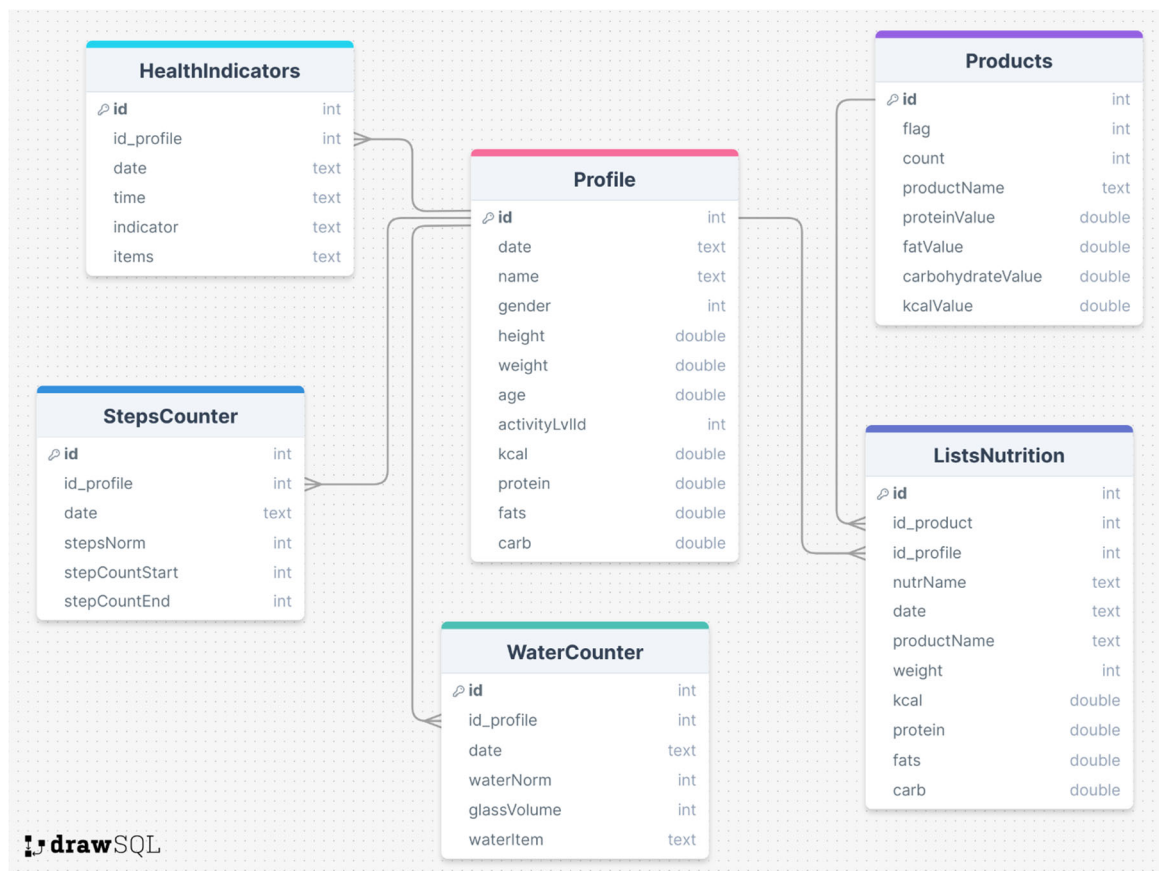 HealthIndicators
id int
id_profile int
date text
time text
indicator text
items text
StepsCounter
id int
id_profile int
date text
stepsNorm int
stepCountStart int
stepCountEnd int
Profile
id int
date text
name text
gender int
height double
weight double
age double
activityLvlId int
kcal double
protein double
fats double
carb double
WaterCounter
id int
id_profile int
date text
waterNorm int
glassVolume int
waterItem text
Products
id int
flag int
count int
productName text
proteinValue double
fatValue double
carbohydrateValue double
kcalValue double
ListsNutrition
id int
id_product int
id_profile int
nutrName text
date text
productName text
weight int
kcal double
protein double
fats double
carb double
drawSQL